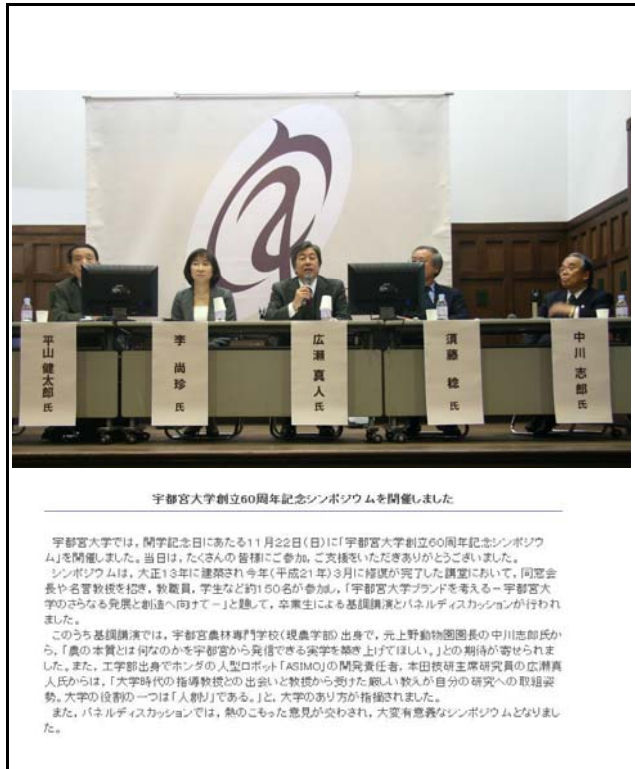 平山 健太郎 氏
李 尚珍 氏
広瀬 真人 氏
須藤 稔 氏
中川 志郎 氏
宇都宮大学創立60周年記念シンポジウムを開催しました
宇都宮大学では，開学記念日にあたる11月22日(日)に「宇都宮大学創立60周年記念シンポジウ
ム」を開催しました。当日は，たくさんの皆様にご参加，ご支援をいただきありがとうございました。
シンポジウムは，大正13年に建築され今年(平成21年)3月に修復が完了した講堂において，同窓会
長や名誉教授を招き，教職員，学生など約150名が参加し，「宇都宮大学ブランドを考える－宇都宮大
学のさらなる発展と創造へ向けて－」と題して，卒業生による基調講演とパネルディスカッションが行われ
ました。
このうち基調講演では，宇都宮農林専門学校(現農学部)出身で，元上野動物園園長の中川志郎氏か
ら，「農の本質とは何なのかを宇都宮から発信できる実学を築き上げてほしい。」との期待が寄せられま
した。また，工学部出身でホンダの人型ロボット「ASIMO」の開発責任者，本田技研主席研究員の広瀬真
人氏からは，「大学時代の指導教授との出会いと教授から受けた厳しい教えが自分の研究への取組姿
勢。大学の役割の一つは「人創り」である。」と，大学のあり方が指摘されました。
また，パネルディスカッションでは，熱のこもった意見が交わされ，大変有意義なシンポジウムとなりまし
た。